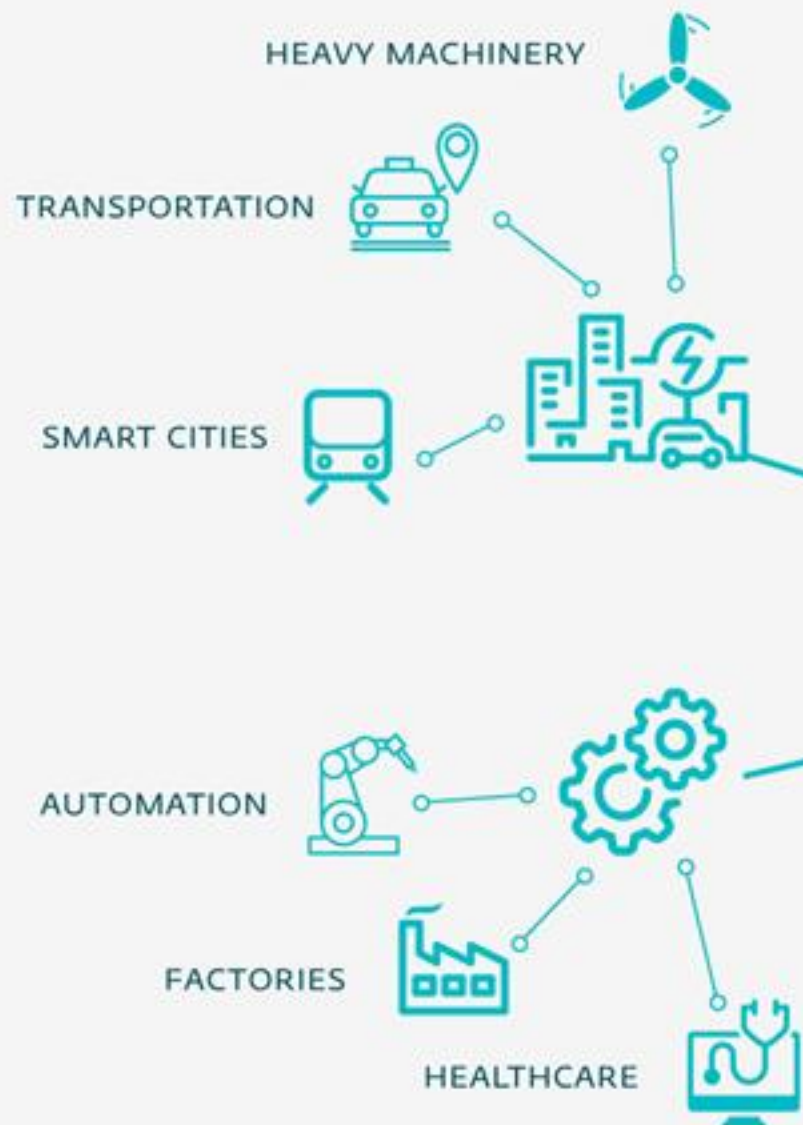 HEAVY MACHINERY
TRANSPORTATION
SMART CITIES
AUTOMATION
FACTORIES
HEALTHCARE